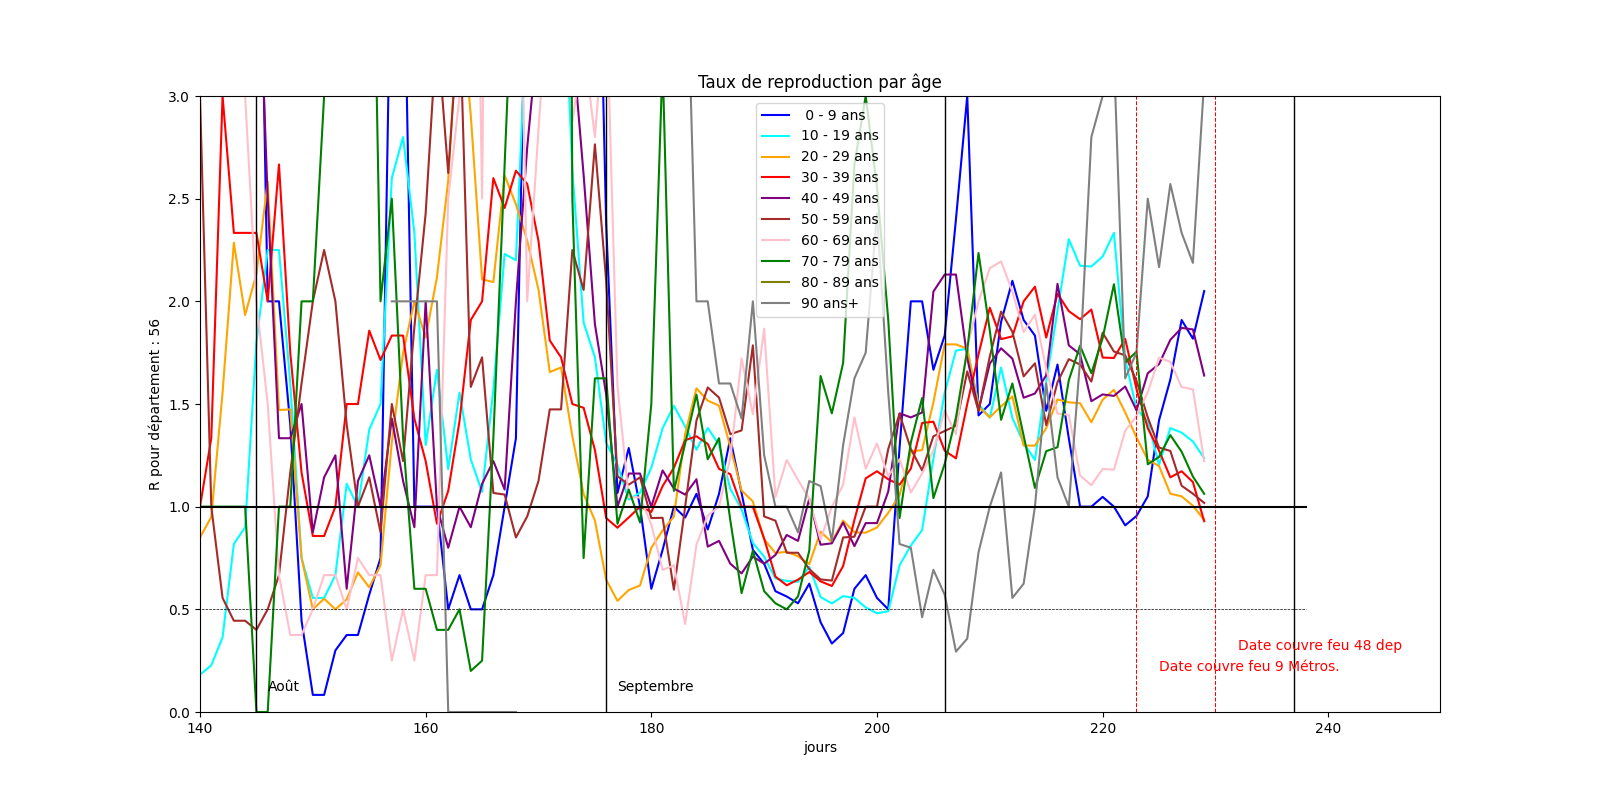 Taux de reproduction par âge
R pour département : 56
3.0
2.5
2.0
1.5
1.0
0.5
0.0
0 - 9 ans
10 - 19 ans
20 - 29 ans
30 - 39 ans
40 - 49 ans
50 - 59 ans
60 - 69 ans
70 - 79 ans
80 - 89 ans
90 ans+
Date couvre feu 48 dep
Date couvre feu 9 Métros.
Août
Septembre
140
160
180
200
220
240
jours